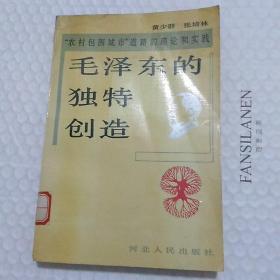 黄少群 张培林
“农村包围城市”道路的理论和实践
毛泽东的
独特
创造
河北人民出版社
FANSILANEN